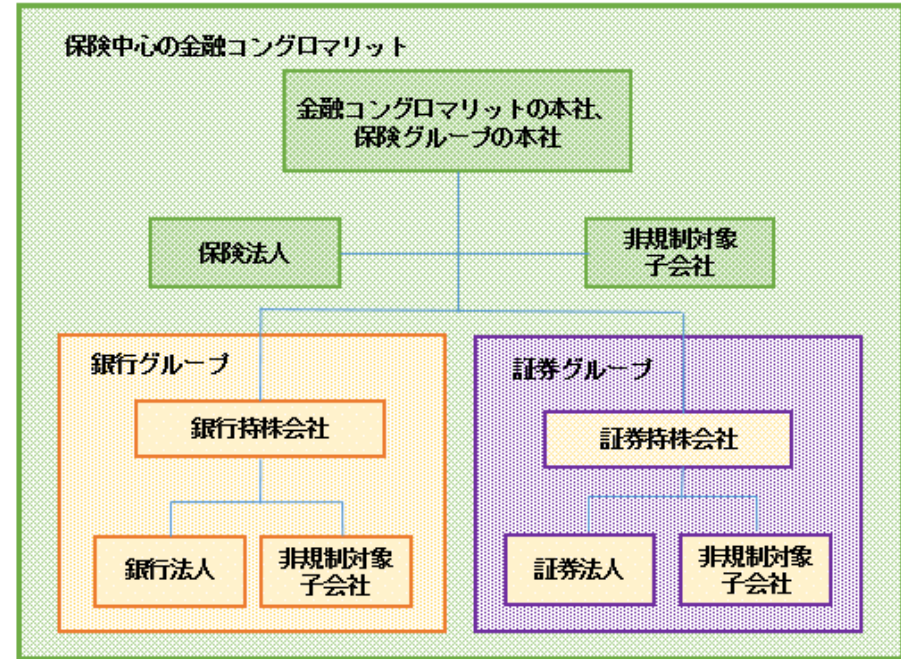 保険中心の金融コングロマリット
金融コングロマリットの本社、
保険グループの本社
保険法人
非規制対象
子会社
銀行グループ
銀行持株会社
銀行法人
非規制対象
子会社
証券グループ
証券持株会社
証券法人
非規制対象
子会社